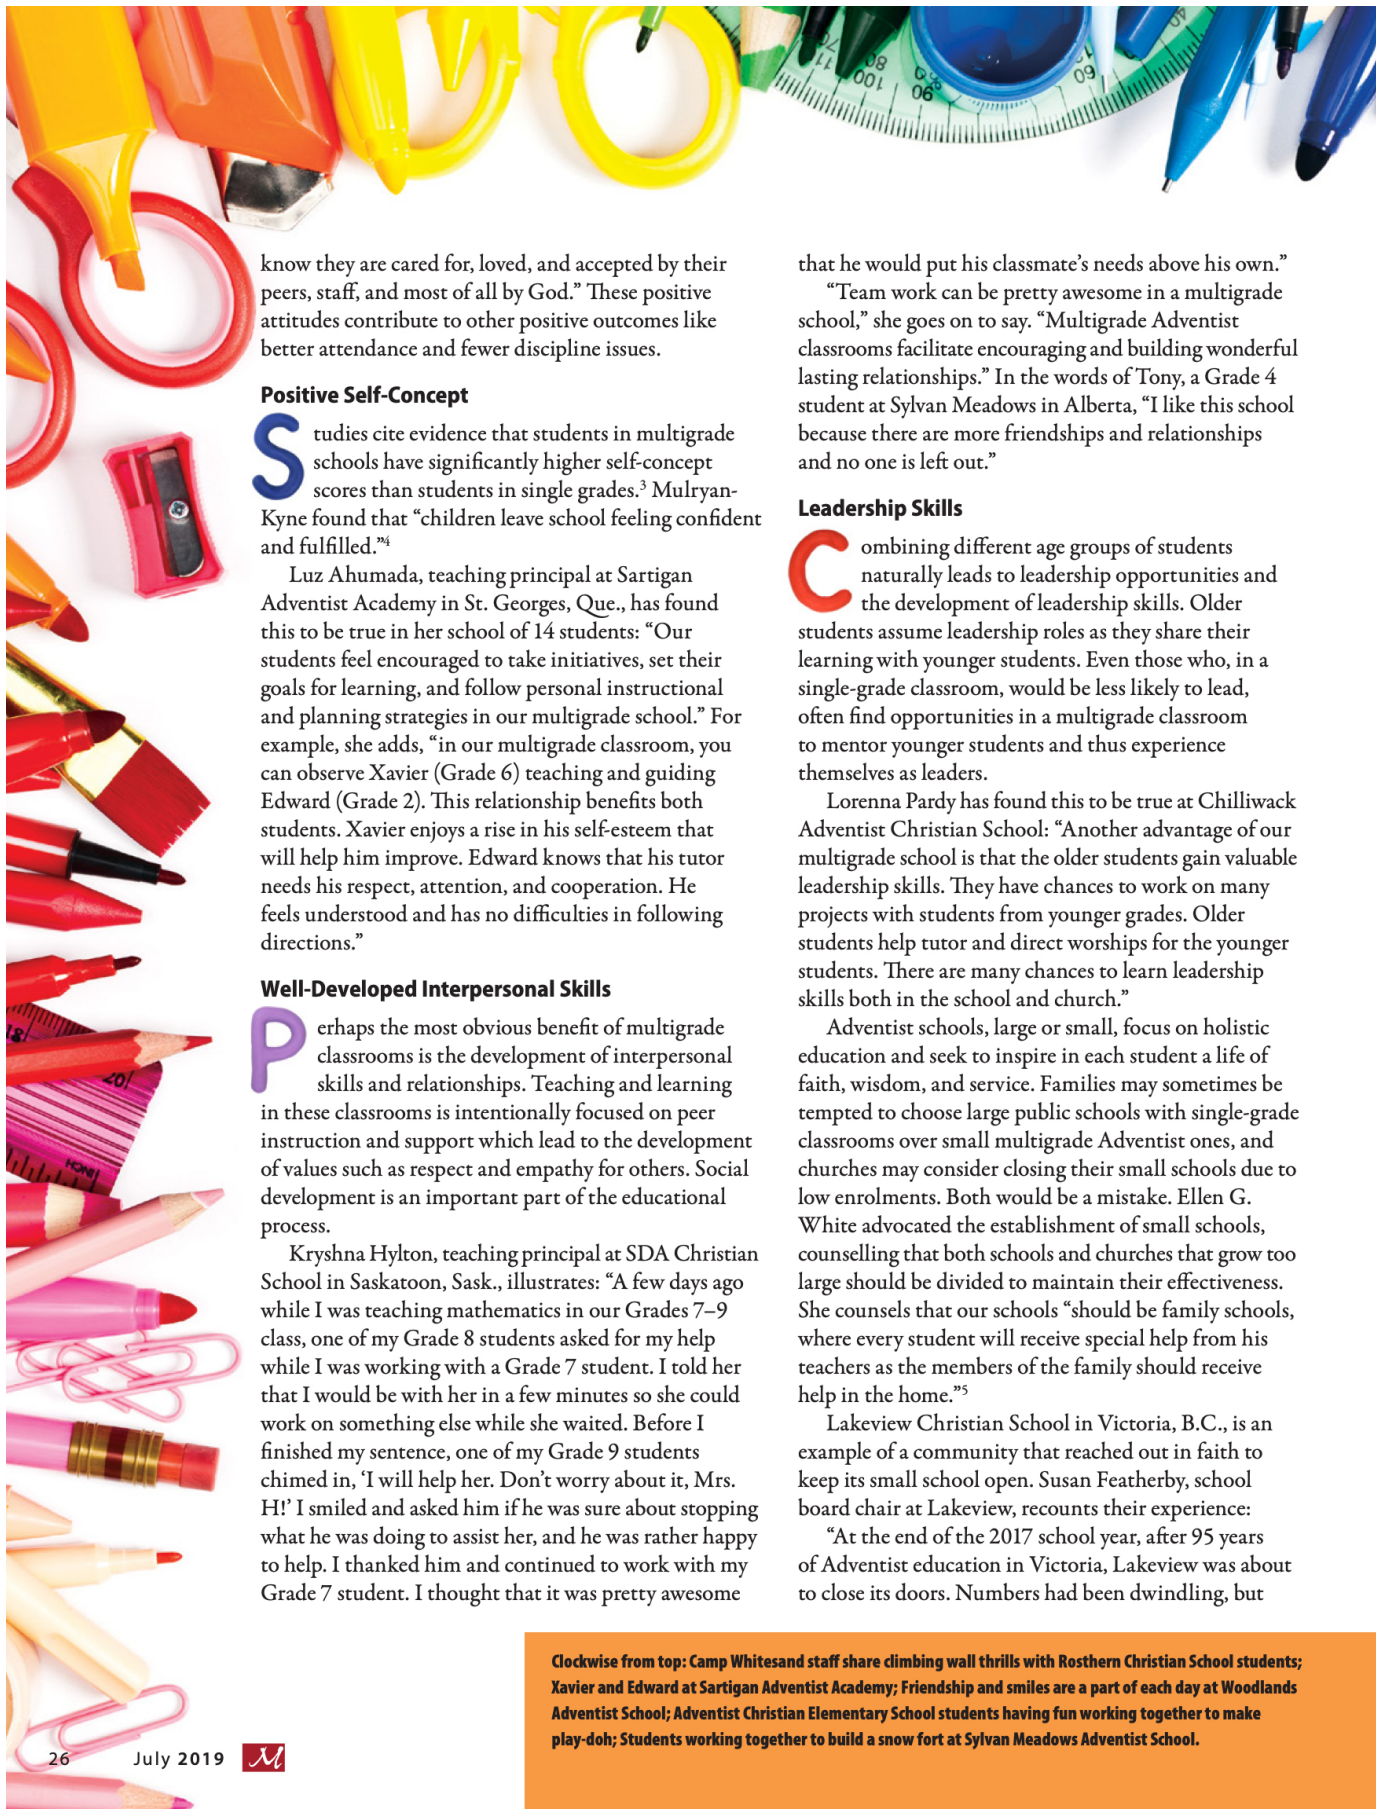 know they are cared for, loved, and accepted by their
peers, staff, and most of all by God.” These positive
attitudes contribute to other positive outcomes like
better attendance and fewer discipline issues.
Positive Self-Concept
Studies cite evidence that students in multigrade
schools have significantly higher self-concept
scores than students in single grades.³ Mulryan-
Kyne found that “children leave school feeling confident
and fulfilled.”⁴
Luz Ahumada, teaching principal at Sartigan
Adventist Academy in St. Georges, Que., has found
this to be true in her school of 14 students: “Our
students feel encouraged to take initiatives, set their
goals for learning, and follow personal instructional
and planning strategies in our multigrade school.” For
example, she adds, “in our multigrade classroom, you
can observe Xavier (Grade 6) teaching and guiding
Edward (Grade 2). This relationship benefits both
students. Xavier enjoys a rise in his self-esteem that
will help him improve. Edward knows that his tutor
needs his respect, attention, and cooperation. He
feels understood and has no difficulties in following
directions.”
Well-Developed Interpersonal Skills
Perhaps the most obvious benefit of multigrade
classrooms is the development of interpersonal
skills and relationships. Teaching and learning
in these classrooms is intentionally focused on peer
instruction and support which lead to the development
of values such as respect and empathy for others. Social
development is an important part of the educational
process.
Kryshna Hylton, teaching principal at SDA Christian
School in Saskatoon, Sask., illustrates: “A few days ago
while I was teaching mathematics in our Grades 7–9
class, one of my Grade 8 students asked for my help
while I was working with a Grade 7 student. I told her
that I would be with her in a few minutes so she could
work on something else while she waited. Before I
finished my sentence, one of my Grade 9 students
chimed in, ‘I will help her. Don’t worry about it, Mrs.
H!’ I smiled and asked him if he was sure about stopping
what he was doing to assist her, and he was rather happy
to help. I thanked him and continued to work with my
Grade 7 student. I thought that it was pretty awesome
that he would put his classmate’s needs above his own.”
“Team work can be pretty awesome in a multigrade
school,” she goes on to say. “Multigrade Adventist
classrooms facilitate encouraging and building wonderful
lasting relationships.” In the words of Tony, a Grade 4
student at Sylvan Meadows in Alberta, “I like this school
because there are more friendships and relationships
and no one is left out.”
Leadership Skills
Combining different age groups of students
naturally leads to leadership opportunities and
the development of leadership skills. Older
students assume leadership roles as they share their
learning with younger students. Even those who, in a
single-grade classroom, would be less likely to lead,
often find opportunities in a multigrade classroom
to mentor younger students and thus experience
themselves as leaders.
Lorenna Pardy has found this to be true at Chilliwack
Adventist Christian School: “Another advantage of our
multigrade school is that the older students gain valuable
leadership skills. They have chances to work on many
projects with students from younger grades. Older
students help tutor and direct worships for the younger
students. There are many chances to learn leadership
skills both in the school and church.”
Adventist schools, large or small, focus on holistic
education and seek to inspire in each student a life of
faith, wisdom, and service. Families may sometimes be
tempted to choose large public schools with single-grade
classrooms over small multigrade Adventist ones, and
churches may consider closing their small schools due to
low enrolments. Both would be a mistake. Ellen G.
White advocated the establishment of small schools,
counselling that both schools and churches that grow too
large should be divided to maintain their effectiveness.
She counsels that our schools “should be family schools,
where every student will receive special help from his
teachers as the members of the family should receive
help in the home.”⁵
Lakeview Christian School in Victoria, B.C., is an
example of a community that reached out in faith to
keep its small school open. Susan Featherby, school
board chair at Lakeview, recounts their experience:
“At the end of the 2017 school year, after 95 years
of Adventist education in Victoria, Lakeview was about
to close its doors. Numbers had been dwindling, but
Clockwise from top: Camp Whitesand staff share climbing wall thrills with Rosthern Christian School students;
Xavier and Edward at Sartigan Adventist Academy; Friendship and smiles are a part of each day at Woodlands
Adventist School; Adventist Christian Elementary School students having fun working together to make
play-doh; Students working together to build a snow fort at Sylvan Meadows Adventist School.
26 July 2019 M
110 100 80 90 60 40
18
20
INCH